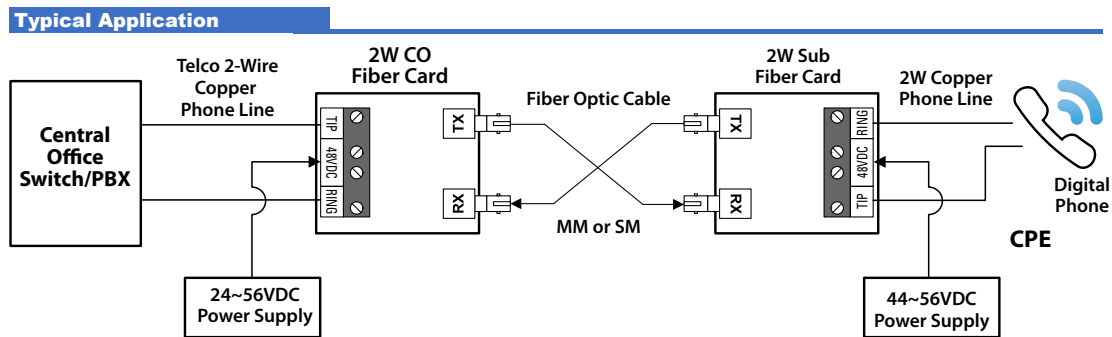 Typical Application
Central
Office
Switch/PBX
Telco 2-Wire
Copper
Phone Line
2W CO
Fiber Card
TIP
48VDC
RING
TX
RX
24~56VDC
Power Supply
Fiber Optic Cable
MM or SM
2W Sub
Fiber Card
TX
RX
RING
48VDC
TIP
2W Copper
Phone Line
Digital
Phone
CPE
44~56VDC
Power Supply